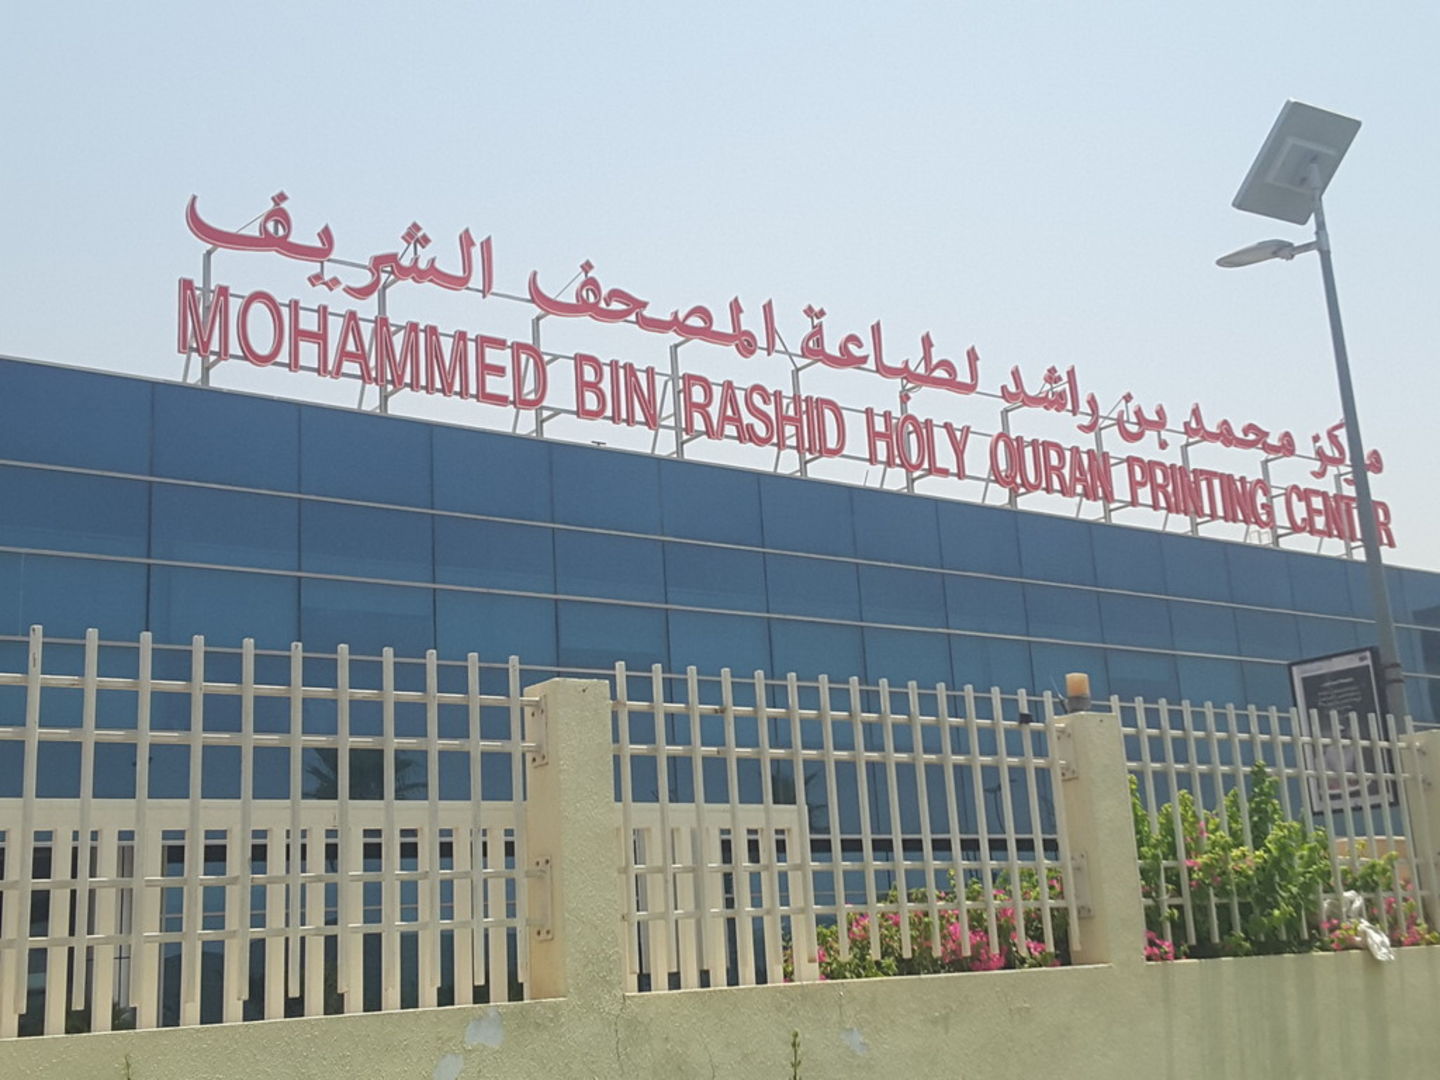 مركز محمد بن راشد لطباعة المصحف الشريف
MOHAMMED BIN RASHID HOLY QURAN PRINTING CENTER